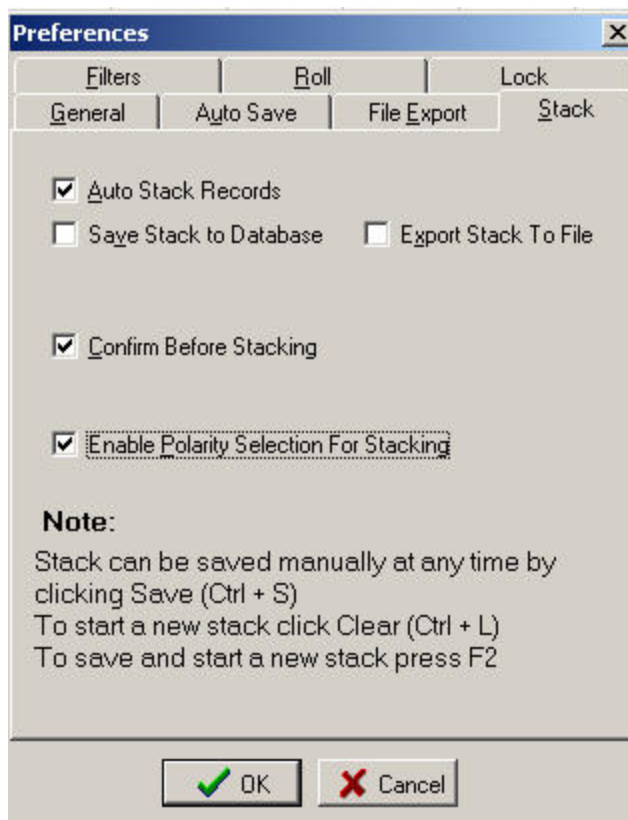 Preferences
Filters Roll Lock
General Auto Save File Export Stack
Auto Stack Records
Save Stack to Database Export Stack To File
Confirm Before Stacking
Enable Polarity Selection For Stacking
Note:
Stack can be saved manually at any time by
clicking Save (Ctrl + S)
To start a new stack click Clear (Ctrl + L)
To save and start a new stack press F2
OK Cancel